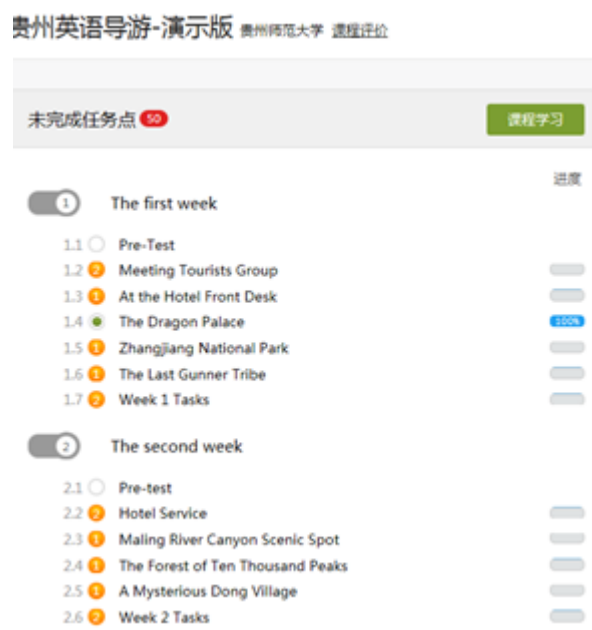 贵州英语导游-演示版 贵州师范大学 课程评价
未完成任务点 50 课程学习
进度
1 The first week
1.1 Pre-Test
1.2 2 Meeting Tourists Group
1.3 1 At the Hotel Front Desk
1.4 The Dragon Palace 100%
1.5 1 Zhangjiang National Park
1.6 1 The Last Gunner Tribe
1.7 2 Week 1 Tasks
2 The second week
2.1 Pre-test
2.2 2 Hotel Service
2.3 1 Maling River Canyon Scenic Spot
2.4 1 The Forest of Ten Thousand Peaks
2.5 1 A Mysterious Dong Village
2.6 2 Week 2 Tasks